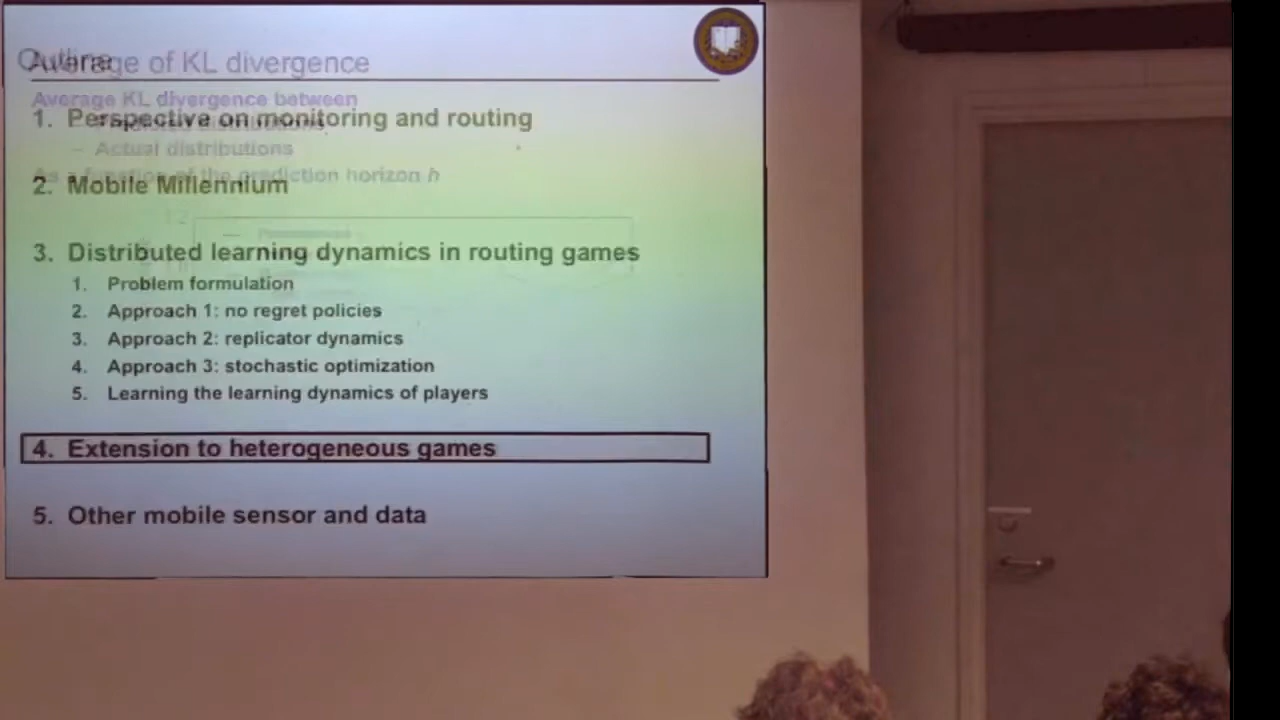 Outline
Average of KL divergence
Average KL divergence between
1. Perspective on monitoring and routing
– Actual distributions
As a function of the prediction horizon h
2. Mobile Millennium
3. Distributed learning dynamics in routing games
1. Problem formulation
2. Approach 1: no regret policies
3. Approach 2: replicator dynamics
4. Approach 3: stochastic optimization
5. Learning the learning dynamics of players
4. Extension to heterogeneous games
5. Other mobile sensor and data